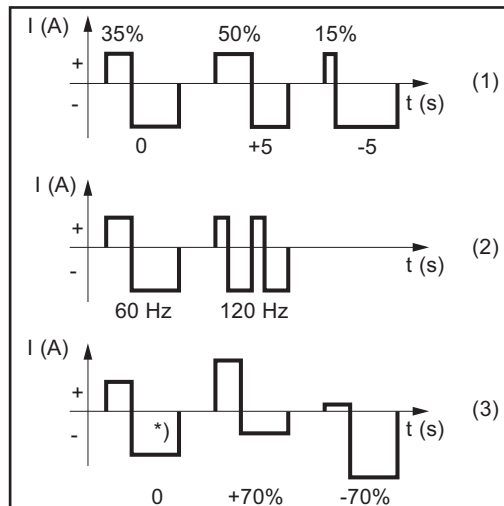 I (A) 35% 50% 15%
+ (1)
- t (s)
0 +5 -5
I (A)
+ (2)
- t (s)
60 Hz 120 Hz
I (A)
+ (3)
- *) t (s)
0 +70% -70%